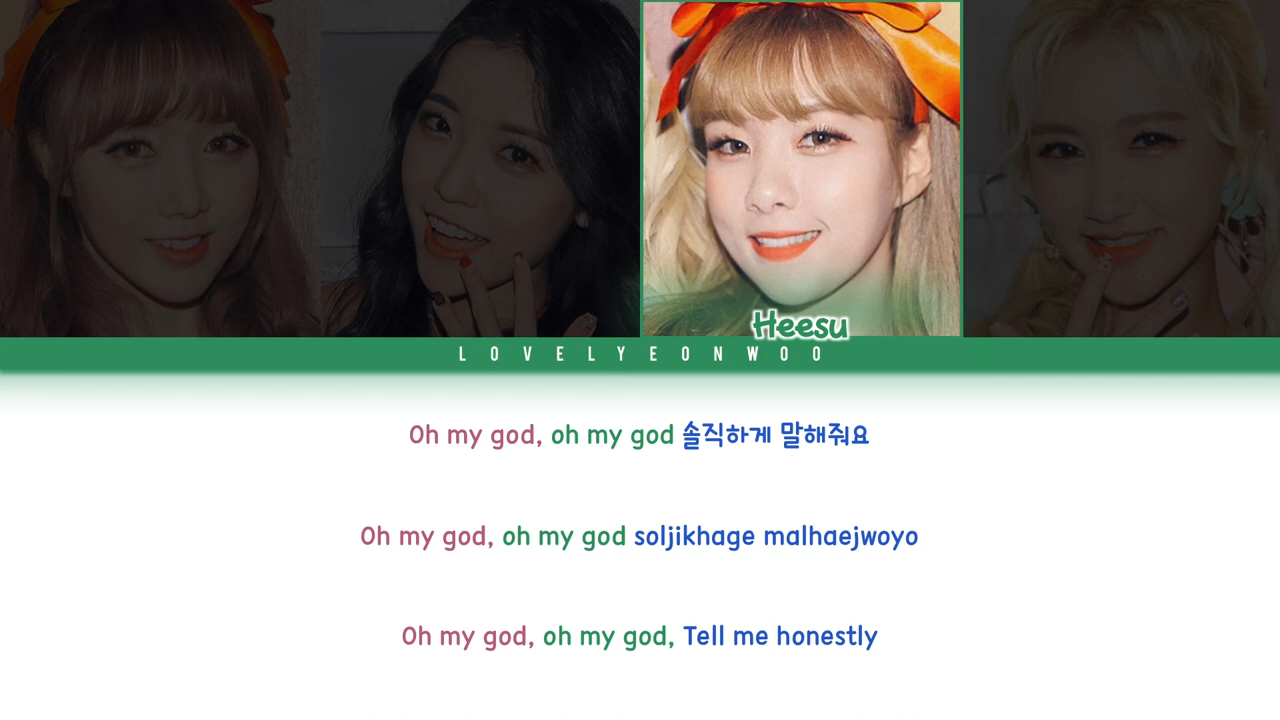 Heesu
LOVELYEONWOO
Oh my god, oh my god 솔직하게 말해줘요
Oh my god, oh my god soljikhage malhaejwoyo
Oh my god, oh my god, Tell me honestly